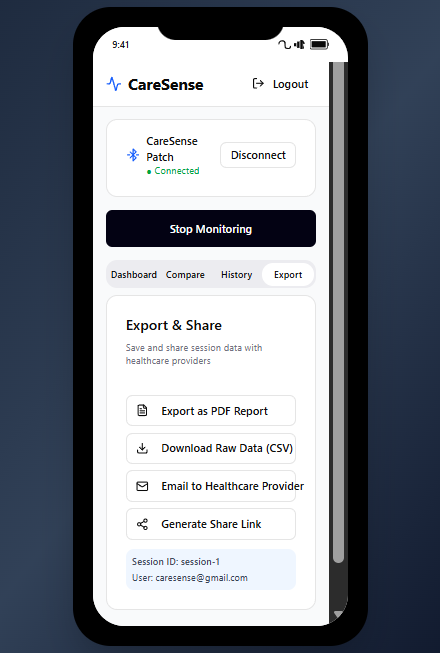 9:41
CareSense
Logout
CareSense
Patch
● Connected
Disconnect
Stop Monitoring
Dashboard Compare History Export
Export & Share
Save and share session data with
healthcare providers
Export as PDF Report
Download Raw Data (CSV)
Email to Healthcare Provider
Generate Share Link
Session ID: session-1
User: caresense@gmail.com